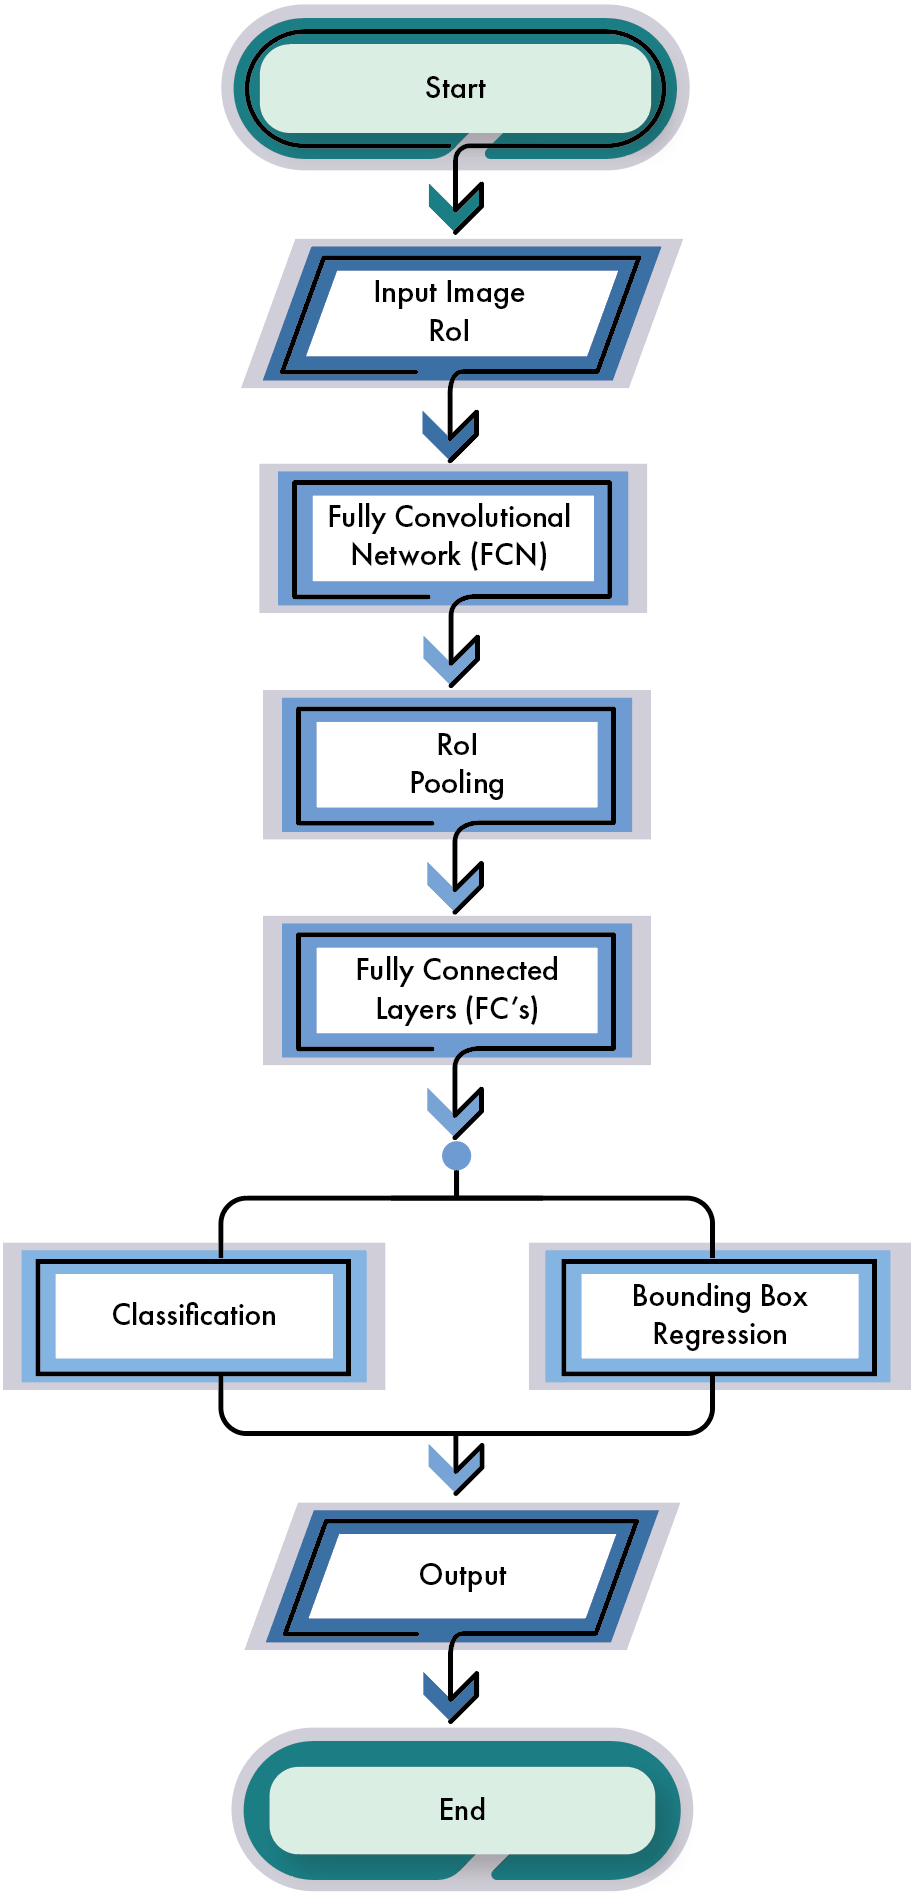 Start
Input Image
RoI
Fully Convolutional
Network (FCN)
RoI
Pooling
Fully Connected
Layers (FC’s)
Classification
Bounding Box
Regression
Output
End